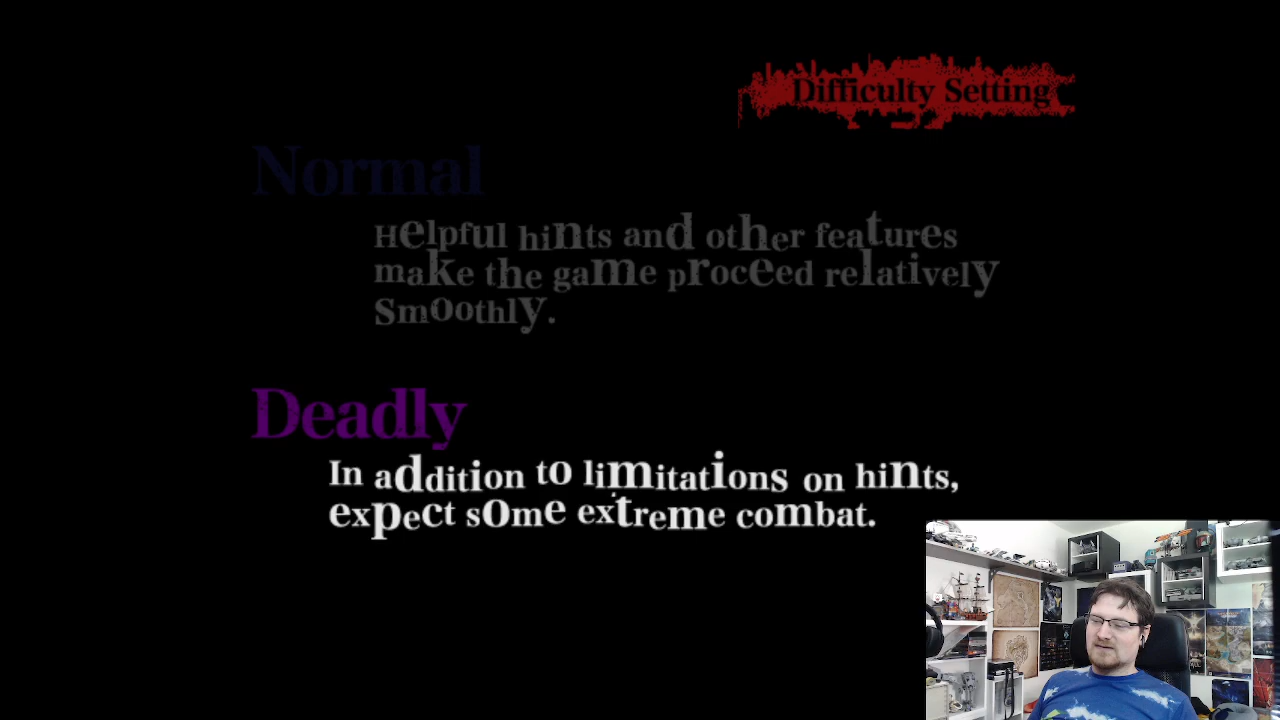 Difficulty Setting
Normal
Helpful hints and other features
make the game proceed relatively
smoothly.
Deadly
In addition to limitations on hints,
expect some extreme combat.